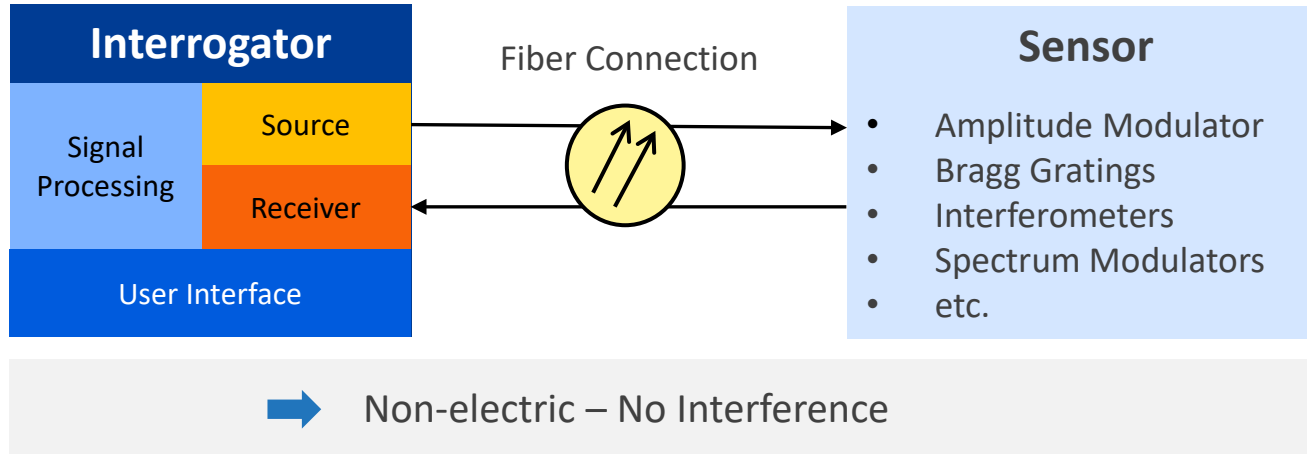 Interrogator
Signal
Processing
Source
Receiver
User Interface
Fiber Connection
Sensor
• Amplitude Modulator
• Bragg Gratings
• Interferometers
• Spectrum Modulators
• etc.
Non-electric – No Interference